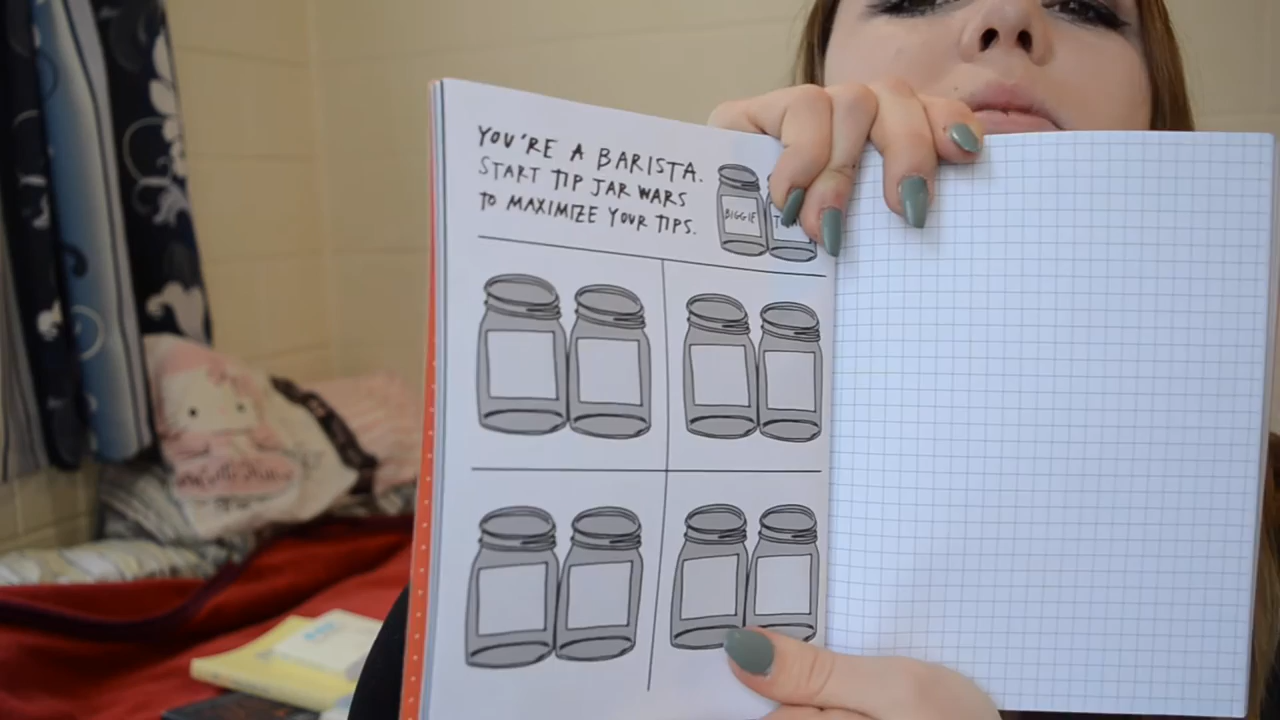 YOU'RE A BARISTA.
START TIP JAR WARS
TO MAXIMIZE YOUR TIPS.
BIGGIE